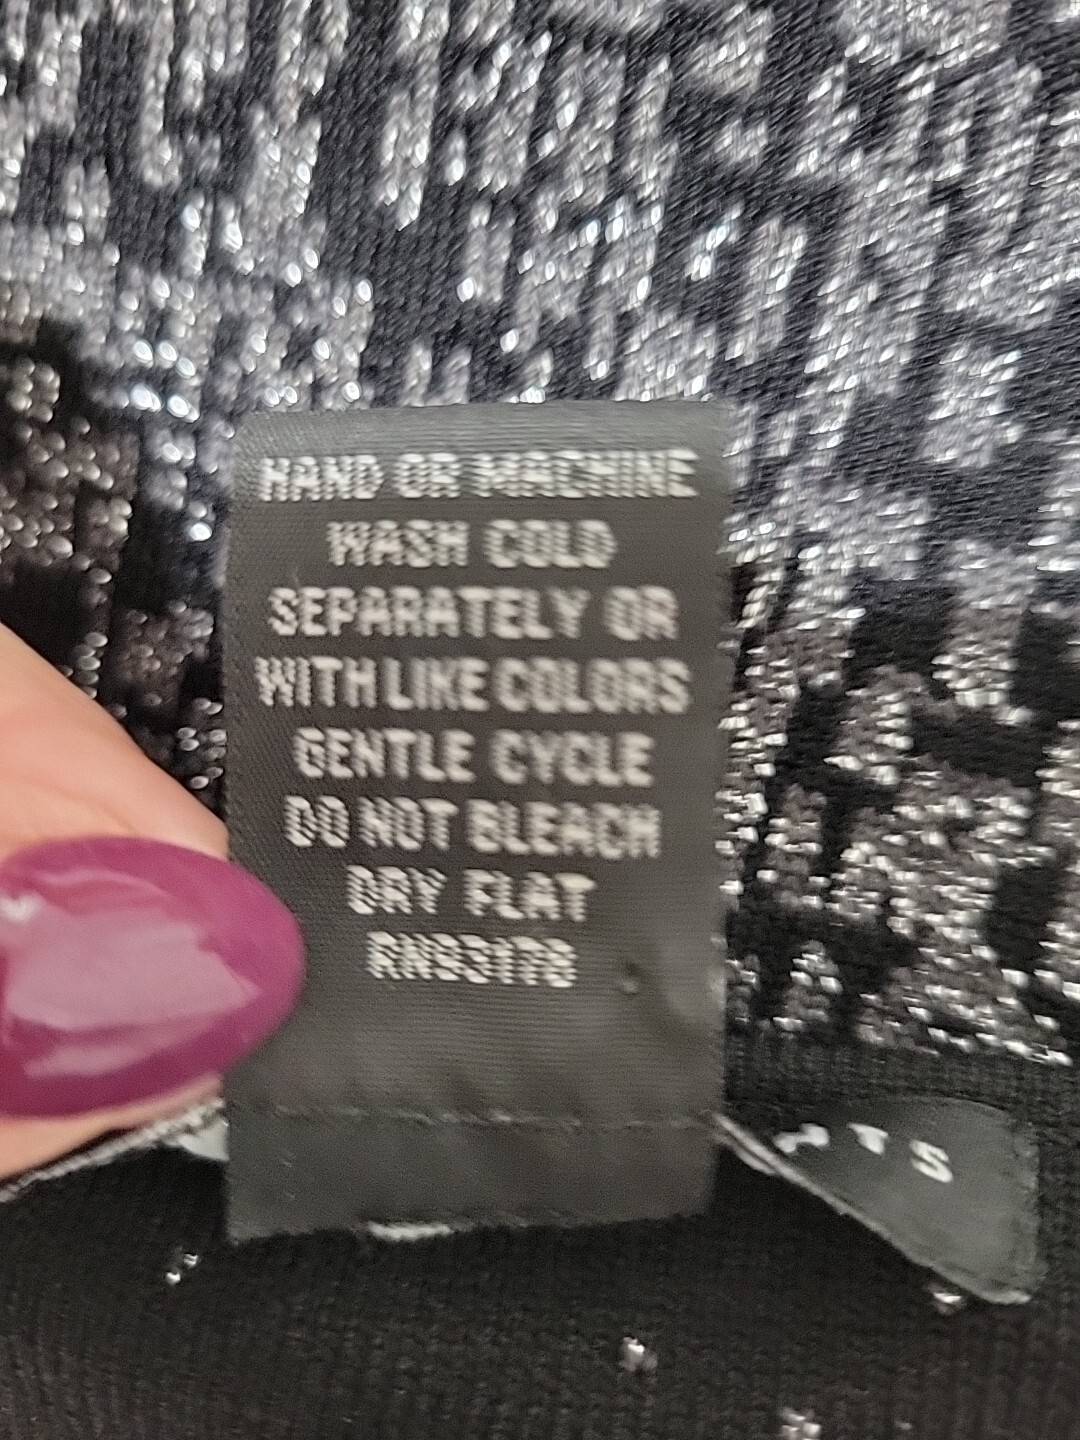 HAND OR MACHINE
WASH COLD
SEPARATELY OR
WITH LIKE COLORS
GENTLE CYCLE
DO NOT BLEACH
DRY FLAT